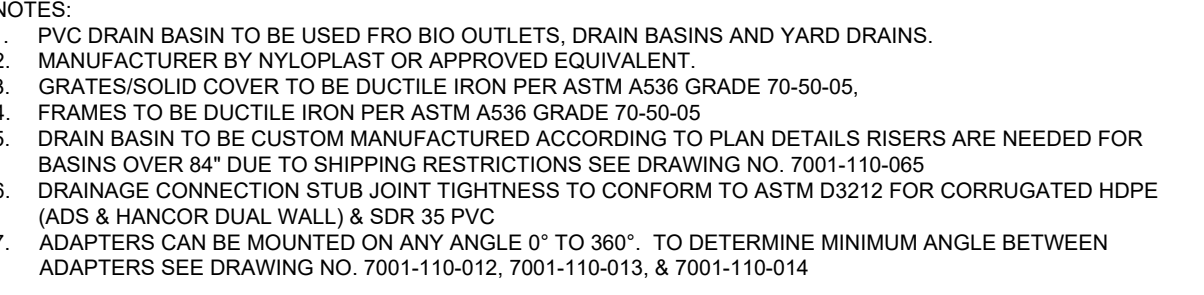 NOTES:
1. PVC DRAIN BASIN TO BE USED FRO BIO OUTLETS, DRAIN BASINS AND YARD DRAINS.
2. MANUFACTURER BY NYLOPLAST OR APPROVED EQUIVALENT.
3. GRATES/SOLID COVER TO BE DUCTILE IRON PER ASTM A536 GRADE 70-50-05,
4. FRAMES TO BE DUCTILE IRON PER ASTM A536 GRADE 70-50-05
5. DRAIN BASIN TO BE CUSTOM MANUFACTURED ACCORDING TO PLAN DETAILS RISERS ARE NEEDED FOR
BASINS OVER 84" DUE TO SHIPPING RESTRICTIONS SEE DRAWING NO. 7001-110-065
6. DRAINAGE CONNECTION STUB JOINT TIGHTNESS TO CONFORM TO ASTM D3212 FOR CORRUGATED HDPE
(ADS & HANCOR DUAL WALL) & SDR 35 PVC
7. ADAPTERS CAN BE MOUNTED ON ANY ANGLE 0° TO 360°. TO DETERMINE MINIMUM ANGLE BETWEEN
ADAPTERS SEE DRAWING NO. 7001-110-012, 7001-110-013, & 7001-110-014